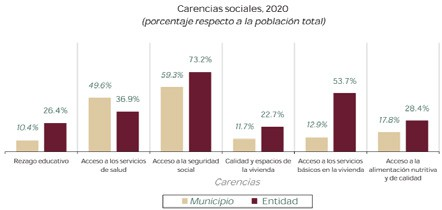 Carencias sociales, 2020
(porcentaje respecto a la población total)
10.4%
26.4%
49.6%
36.9%
59.3%
73.2%
11.7%
22.7%
12.9%
53.7%
17.8%
28.4%
Rezago educativo
Acceso a los servicios
de salud
Acceso a la seguridad
social
Calidad y espacios de
la vivienda
Acceso a los servicios
básicos en la vivienda
Acceso a la
alimentación nutritiva
y de calidad
Carencias
Municipio
Entidad